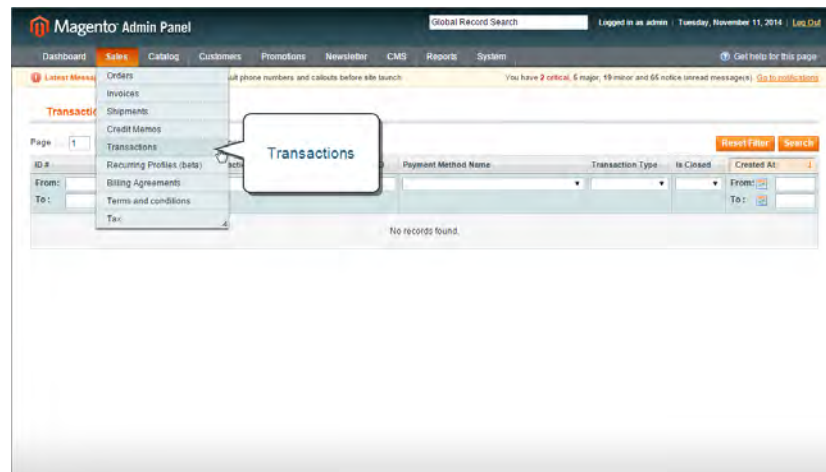 Magento Admin Panel
Global Record Search
Logged in as admin | Tuesday, November 11, 2014 | Log Out
Dashboard Sales Catalog Customers Promotions Newsletter CMS Reports System
Get help for this page
Latest Messa
ult phone numbers and callouts before site launch
You have 2 critical, 6 major, 19 minor and 66 notice unread message(s). Go to notifications
Orders
Invoices
Shipments
Credit Memos
Transactions
Recurring Profiles (beta)
Billing Agreements
Terms and conditions
Tax
Transactions
Transactio
Page 1
Reset Filter Search
ID # Payment Method Name Transaction Type Is Closed Created At
From: From:
To: To:
No records found.